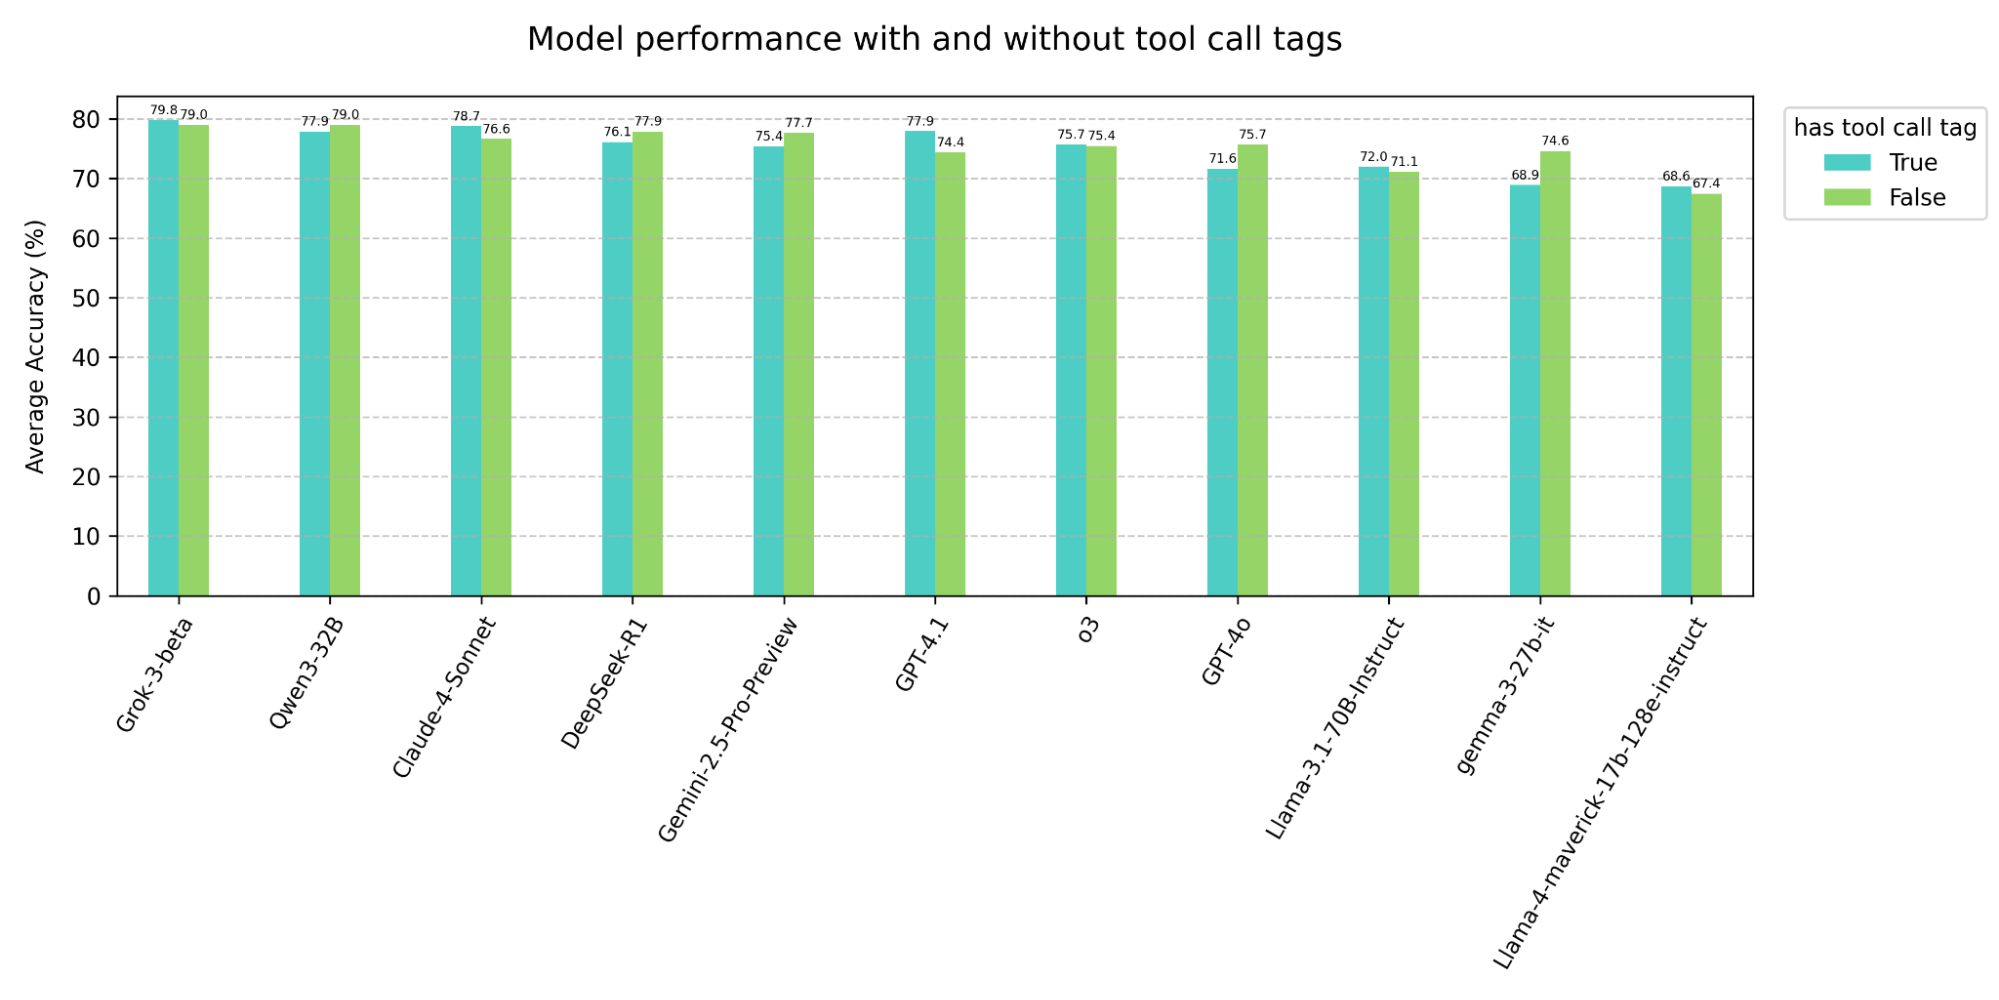 Model performance with and without tool call tags
Average Accuracy (%)
80
70
60
50
40
30
20
10
0
79.8 79.0
77.9 79.0
78.7 76.6
76.1 77.9
75.4 77.7
77.9 74.4
75.7 75.4
71.6 75.7
72.0 71.1
68.9 74.6
68.6 67.4
Grok-3-beta
Qwen3-32B
Claude-4-Sonnet
DeepSeek-R1
Gemini-2.5-Pro-Preview
GPT-4.1
o3
GPT-4o
Llama-3.1-70B-Instruct
gemma-3-27b-it
Llama-4-maverick-17b-128e-instruct
has tool call tag
True
False